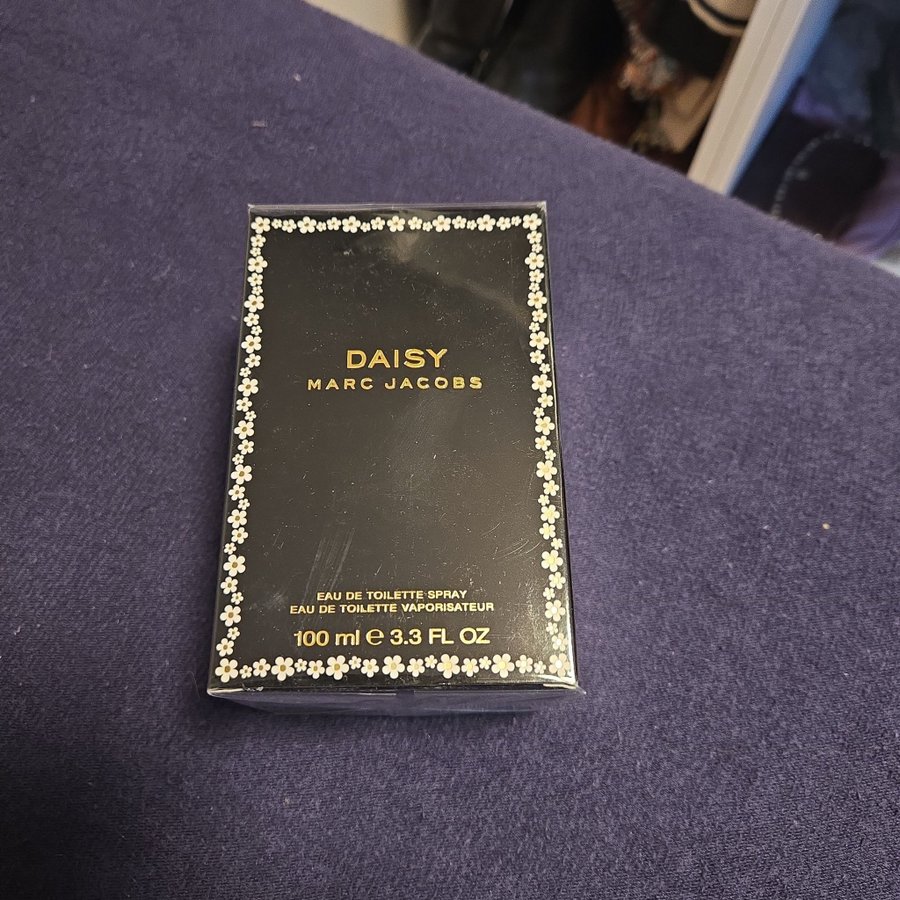 DAISY
MARC JACOBS
EAU DE TOILETTE SPRAY
EAU DE TOILETTE VAPORISATEUR
100 ml ℮ 3.3 FL OZ